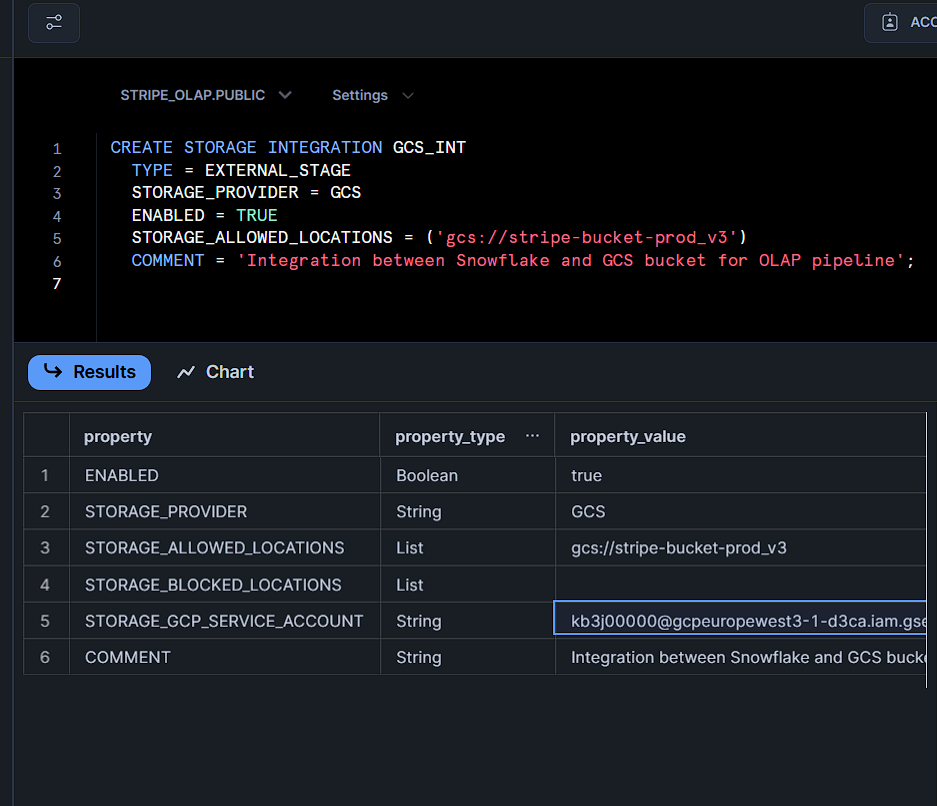 ACC
STRIPE_OLAP.PUBLIC Settings
1 CREATE STORAGE INTEGRATION GCS_INT
2 TYPE = EXTERNAL_STAGE
3 STORAGE_PROVIDER = GCS
4 ENABLED = TRUE
5 STORAGE_ALLOWED_LOCATIONS = ('gcs://stripe-bucket-prod_v3')
6 COMMENT = 'Integration between Snowflake and GCS bucket for OLAP pipeline';
7
Results Chart
property property_type ... property_value
1 ENABLED Boolean true
2 STORAGE_PROVIDER String GCS
3 STORAGE_ALLOWED_LOCATIONS List gcs://stripe-bucket-prod_v3
4 STORAGE_BLOCKED_LOCATIONS List
5 STORAGE_GCP_SERVICE_ACCOUNT String kb3j00000@gcpeuropewest3-1-d3ca.iam.gse
6 COMMENT String Integration between Snowflake and GCS bucke